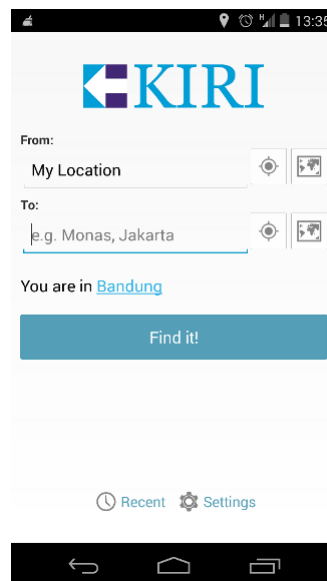 H 13:35
KIRI
From:
My Location
To:
e.g. Monas, Jakarta
You are in Bandung
Find it!
Recent Settings